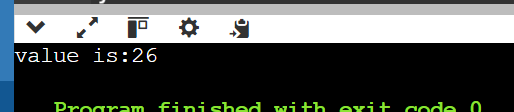 value is:26
Program finished with exit code 0